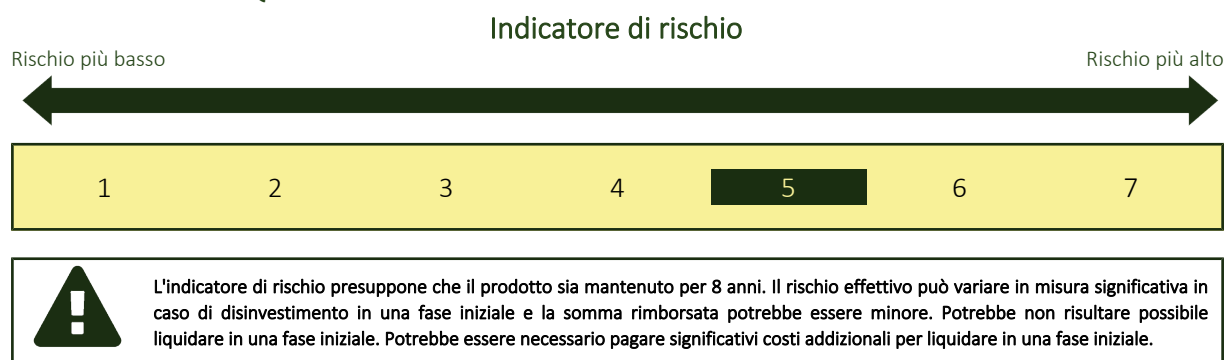 Indicatore di rischio
Rischio più basso
Rischio più alto
1 2 3 4 5 6 7
L'indicatore di rischio presuppone che il prodotto sia mantenuto per 8 anni. Il rischio effettivo può variare in misura significativa in
caso di disinvestimento in una fase iniziale e la somma rimborsata potrebbe essere minore. Potrebbe non risultare possibile
liquidare in una fase iniziale. Potrebbe essere necessario pagare significativi costi addizionali per liquidare in una fase iniziale.